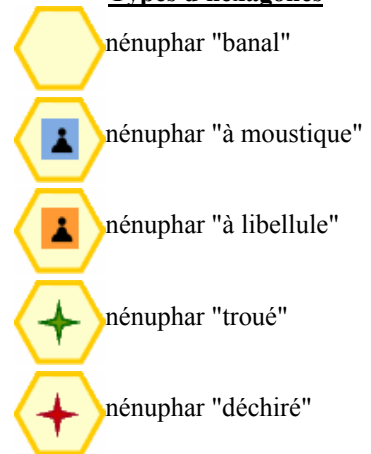 Types d'hexagones
nénuphar "banal"
nénuphar "à moustique"
nénuphar "à libellule"
nénuphar "troué"
nénuphar "déchiré"